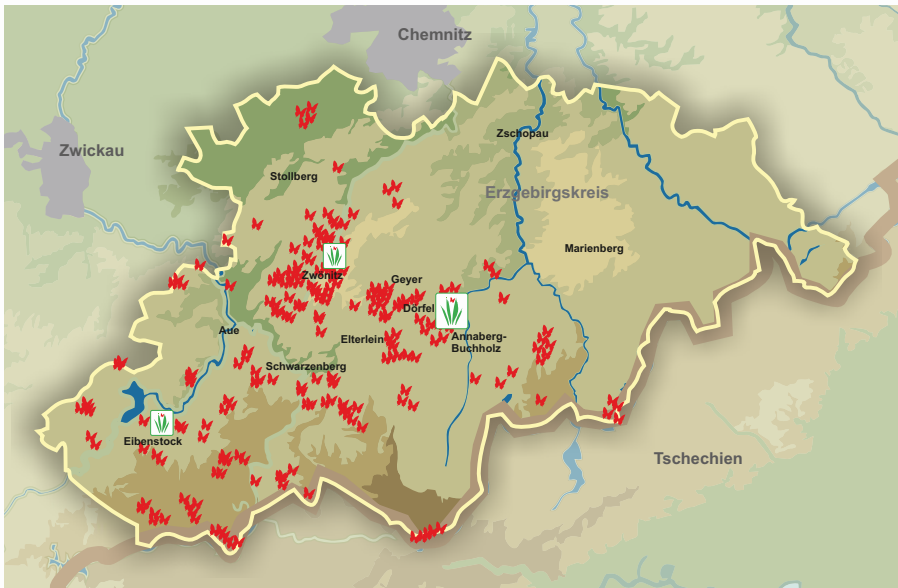 Chemnitz
Zschopau
Zwickau
Stollberg
Erzgebirgskreis
Marienberg
Zwönitz
Geyer
Dörfel
Aue
Elterlein
Annaberg-
Buchholz
Schwarzenberg
Eibenstock
Tschechien